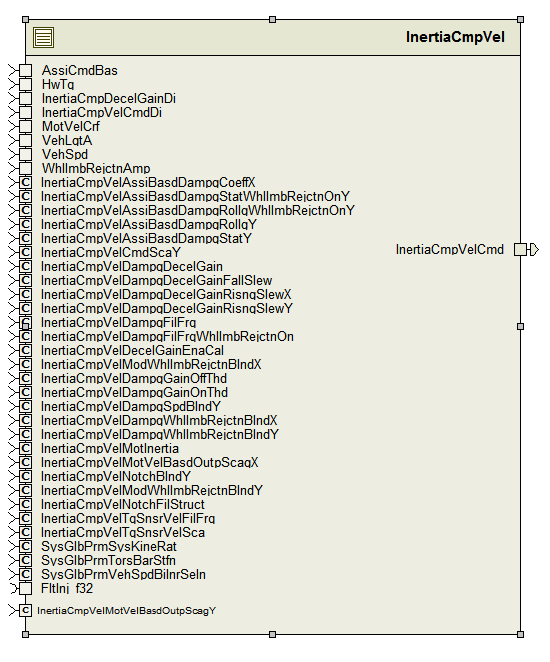 InertiaCmpVel
AssiCmdBas
HwTq
InertiaCmpDecelGainDi
InertiaCmpVelCmdDi
MotVelCrf
VehLgtA
VehSpd
WhlImbRejctnAmp
C InertiaCmpVelAssiBasdDampgCoeffX
C InertiaCmpVelAssiBasdDampgStatWhlImbRejctnOnY
C InertiaCmpVelAssiBasdDampgRollgWhlImbRejctnOnY
C InertiaCmpVelAssiBasdDampgRollgY
C InertiaCmpVelAssiBasdDampgStatY
C InertiaCmpVelCmdScaY
InertiaCmpVelCmd
C InertiaCmpVelDampgDecelGain
C InertiaCmpVelDampgDecelGainFallSlew
C InertiaCmpVelDampgDecelGainRisngSlewX
C InertiaCmpVelDampgDecelGainRisngSlewY
C InertiaCmpVelDampgFilFrq
C InertiaCmpVelDampgFilFrqWhlImbRejctnOn
C InertiaCmpVelDecelGainEnaCal
C InertiaCmpVelModWhlImbRejctnBlndX
C InertiaCmpVelDampgGainOffThd
C InertiaCmpVelDampgGainOnThd
C InertiaCmpVelDampgSpdBlndY
C InertiaCmpVelDampgWhlImbRejctnBlndX
C InertiaCmpVelDampgWhlImbRejctnBlndY
C InertiaCmpVelMotInertia
C InertiaCmpVelMotVelBasdOutpScagX
C InertiaCmpVelNotchBlndY
C InertiaCmpVelModWhlImbRejctnBlndY
C InertiaCmpVelNotchFilStruct
C InertiaCmpVelTqSnsrVelFilFrq
C InertiaCmpVelTqSnsrVelSca
C SysGlbPrmSysKineRat
C SysGlbPrmTorsBarStfn
C SysGlbPrmVehSpdBilnrSeln
FltInj_f32
C InertiaCmpVelMotVelBasdOutpScagY